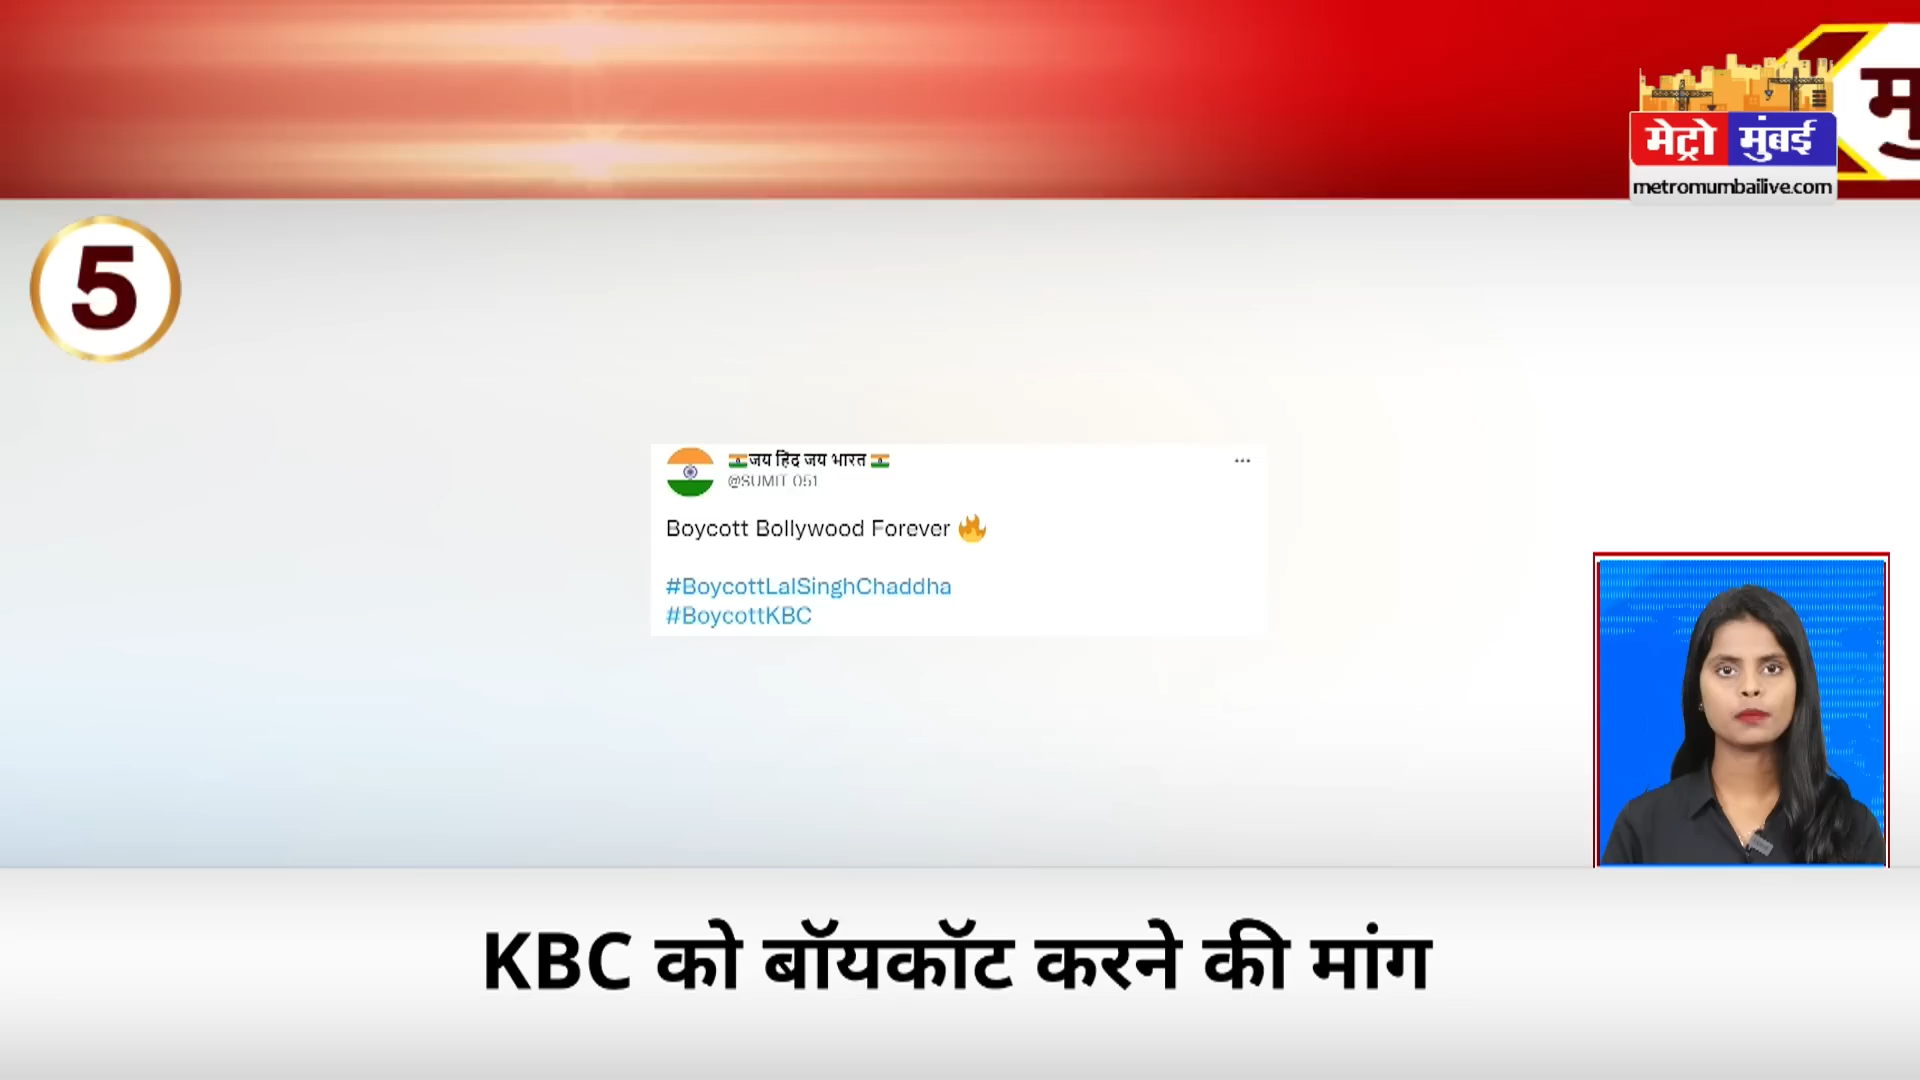 मेट्रो मुंबई
metromumbailive.com
5
जय हिंद जय भारत
@SUMIT 051
Boycott Bollywood Forever 🔥
#BoycottLalSinghChaddha
#BoycottKBC
KBC को बॉयकॉट करने की मांग